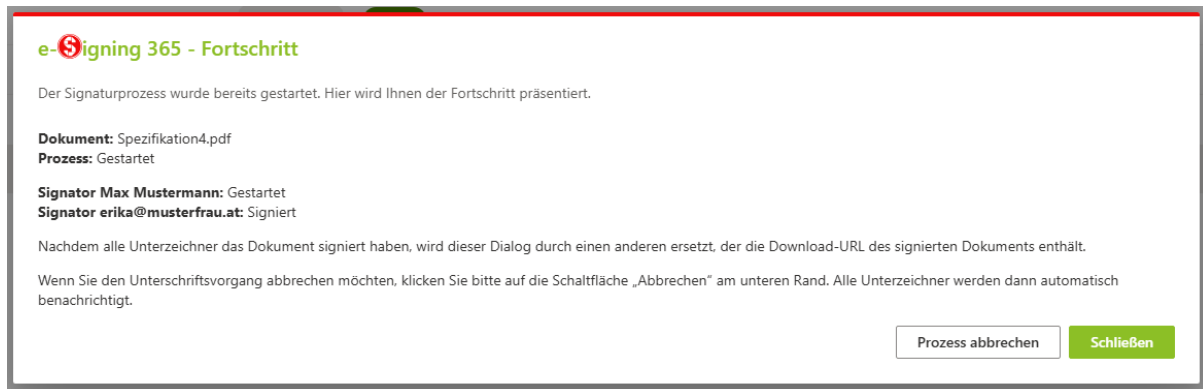 e-Signing 365 - Fortschritt
Der Signaturprozess wurde bereits gestartet. Hier wird Ihnen der Fortschritt präsentiert.
Dokument: Spezifikation4.pdf
Prozess: Gestartet
Signator Max Mustermann: Gestartet
Signator erika@musterfrau.at: Signiert
Nachdem alle Unterzeichner das Dokument signiert haben, wird dieser Dialog durch einen anderen ersetzt, der die Download-URL des signierten Dokuments enthält.
Wenn Sie den Unterschriftsvorgang abbrechen möchten, klicken Sie bitte auf die Schaltfläche „Abbrechen“ am unteren Rand. Alle Unterzeichner werden dann automatisch
benachrichtigt.
Prozess abbrechen
Schließen